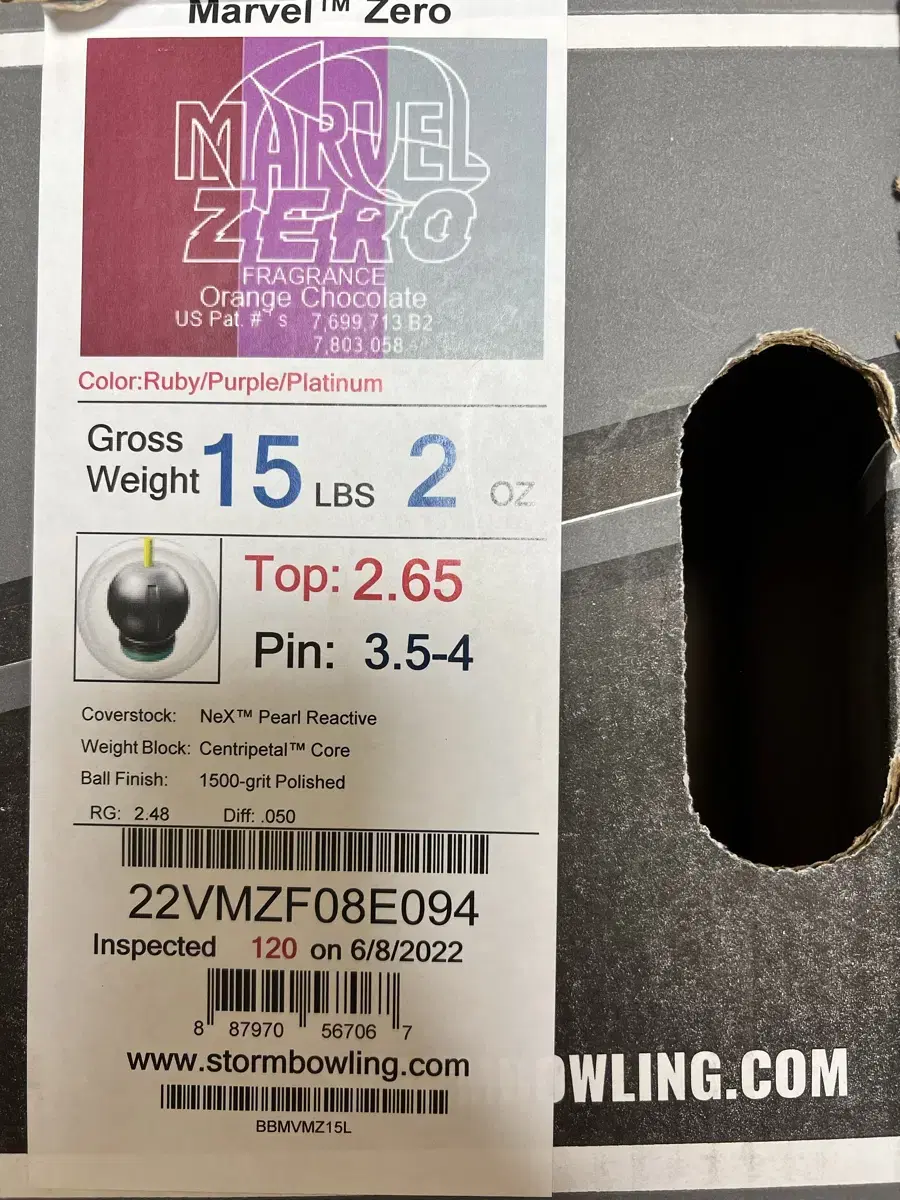 Marvel™ Zero
MARVEL
ZERO
FRAGRANCE
Orange Chocolate
US Pat. #'s 7,699,713 B2
7,803,058
Color:Ruby/Purple/Platinum
Gross Weight 15 LBS 2 OZ
Top: 2.65
Pin: 3.5-4
Coverstock: NeX™ Pearl Reactive
Weight Block: Centripetal™ Core
Ball Finish: 1500-grit Polished
RG: 2.48 Diff: .050
22VMZF08E094
Inspected 120 on 6/8/2022
8 87970 56706 7
www.stormbowling.com
OWLING.COM
BBMVMZ15L